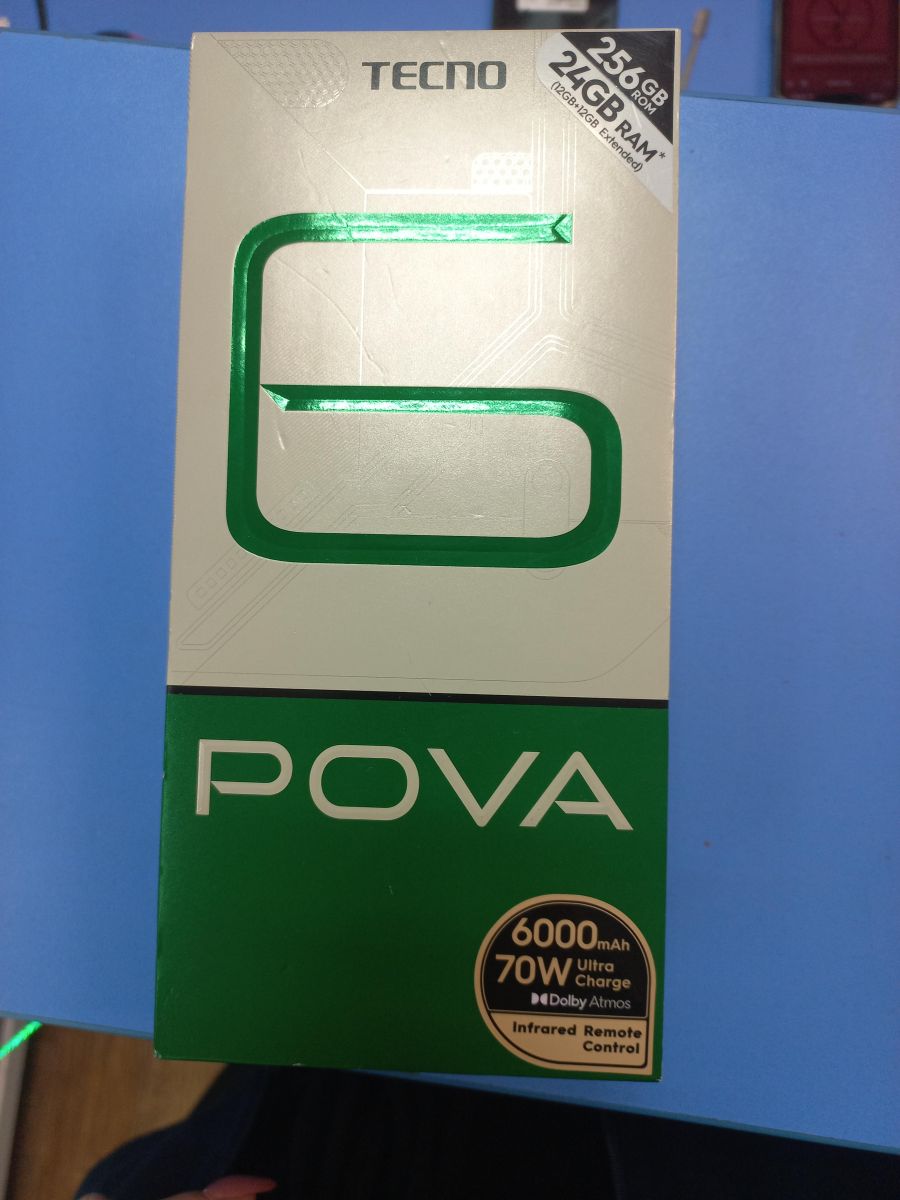 TECNO
256GB
ROM
24GB RAM*
(12GB+12GB Extended)
6
POVA
6000mAh
70W Ultra
Charge
Dolby Atmos
Infrared Remote
Control